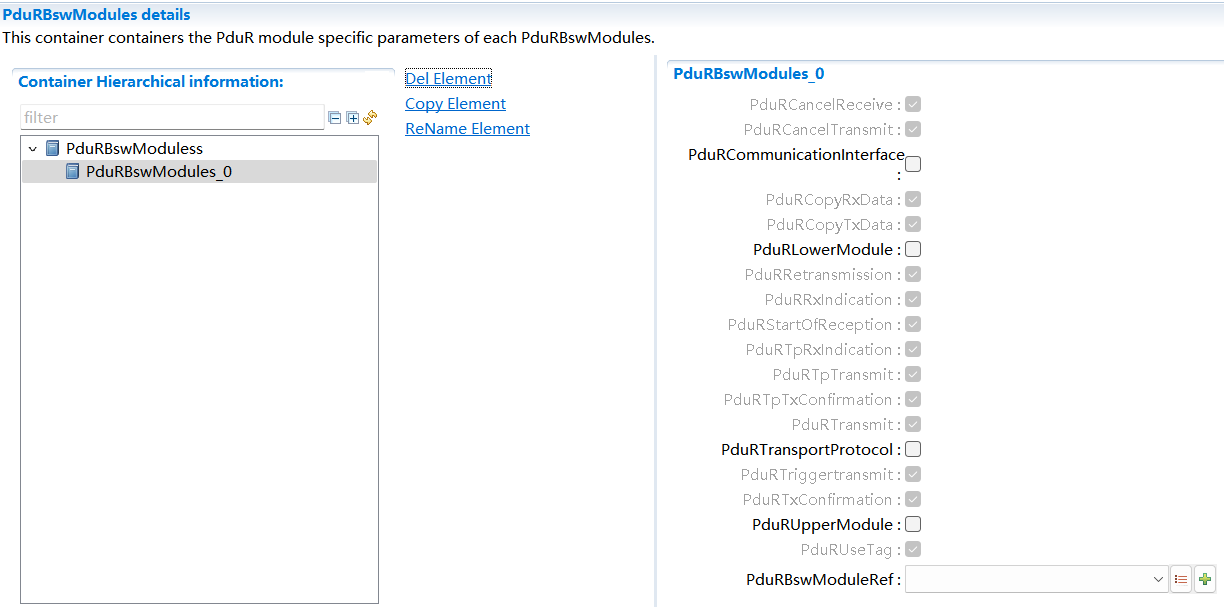 PduRBswModules details
This container containers the PduR module specific parameters of each PduRBswModules.
Container Hierarchical information:
filter
PduRBswModuless
PduRBswModules_0
Del Element
Copy Element
ReName Element
PduRBswModules_0
PduRCancelReceive :
PduRCancelTransmit :
PduRCommunicationInterface
:
PduRCopyRxData :
PduRCopyTxData :
PduRLowerModule :
PduRRetransmission :
PduRRxIndication :
PduRStartOfReception :
PduRTpRxIndication :
PduRTpTransmit :
PduRTpTxConfirmation :
PduRTransmit :
PduRTransportProtocol :
PduRTriggertransmit :
PduRTxConfirmation :
PduRUpperModule :
PduRUseTag :
PduRBswModuleRef :